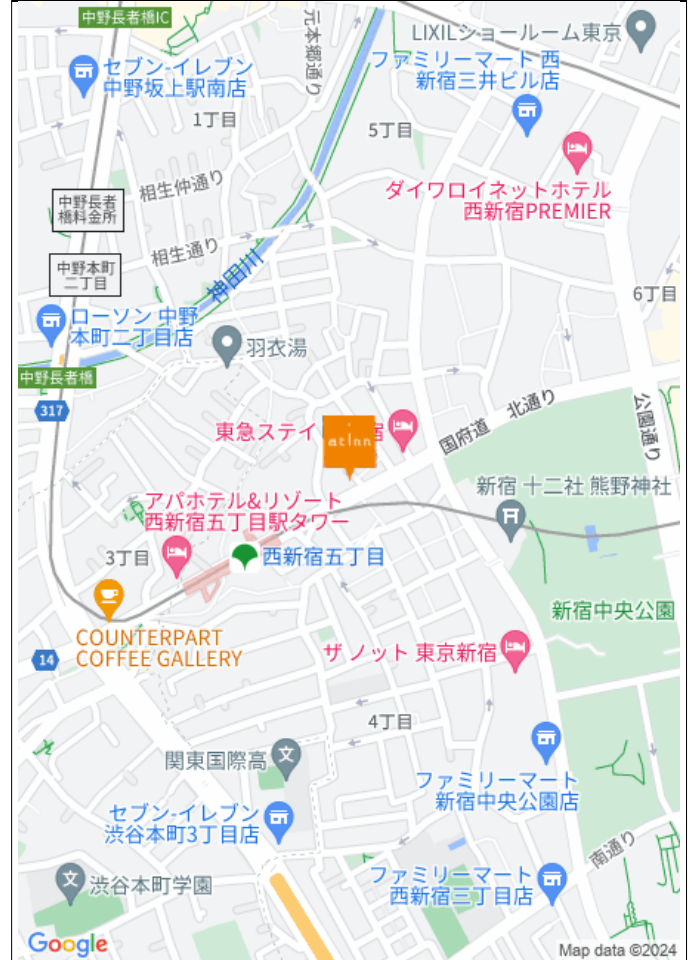 中野長者橋IC
元本郷通り
LIXILショールーム東京
セブン-イレブン
中野坂上駅南店
ファミリーマート 西
新宿三井ビル店
1丁目
5丁目
相生仲通り
ダイワロイネットホテル
西新宿PREMIER
中野長者
橋料金所
相生通り
中野本町
二丁目
神田川
6丁目
ローソン 中野
本町二丁目店
羽衣湯
中野長者橋
317
公園通り
国府道 北通り
東急ステイ
宿
at Inn
新宿 十二社 熊野神社
アパホテル&リゾート
西新宿五丁目駅タワー
3丁目
西新宿五丁目
新宿中央公園
COUNTERPART
COFFEE GALLERY
14
ザ ノット 東京新宿
4丁目
関東国際高
ファミリーマート
新宿中央公園店
セブン-イレブン
渋谷本町3丁目店
南通り
渋谷本町学園
ファミリーマート
西新宿三丁目店
Google
Map data ©2024